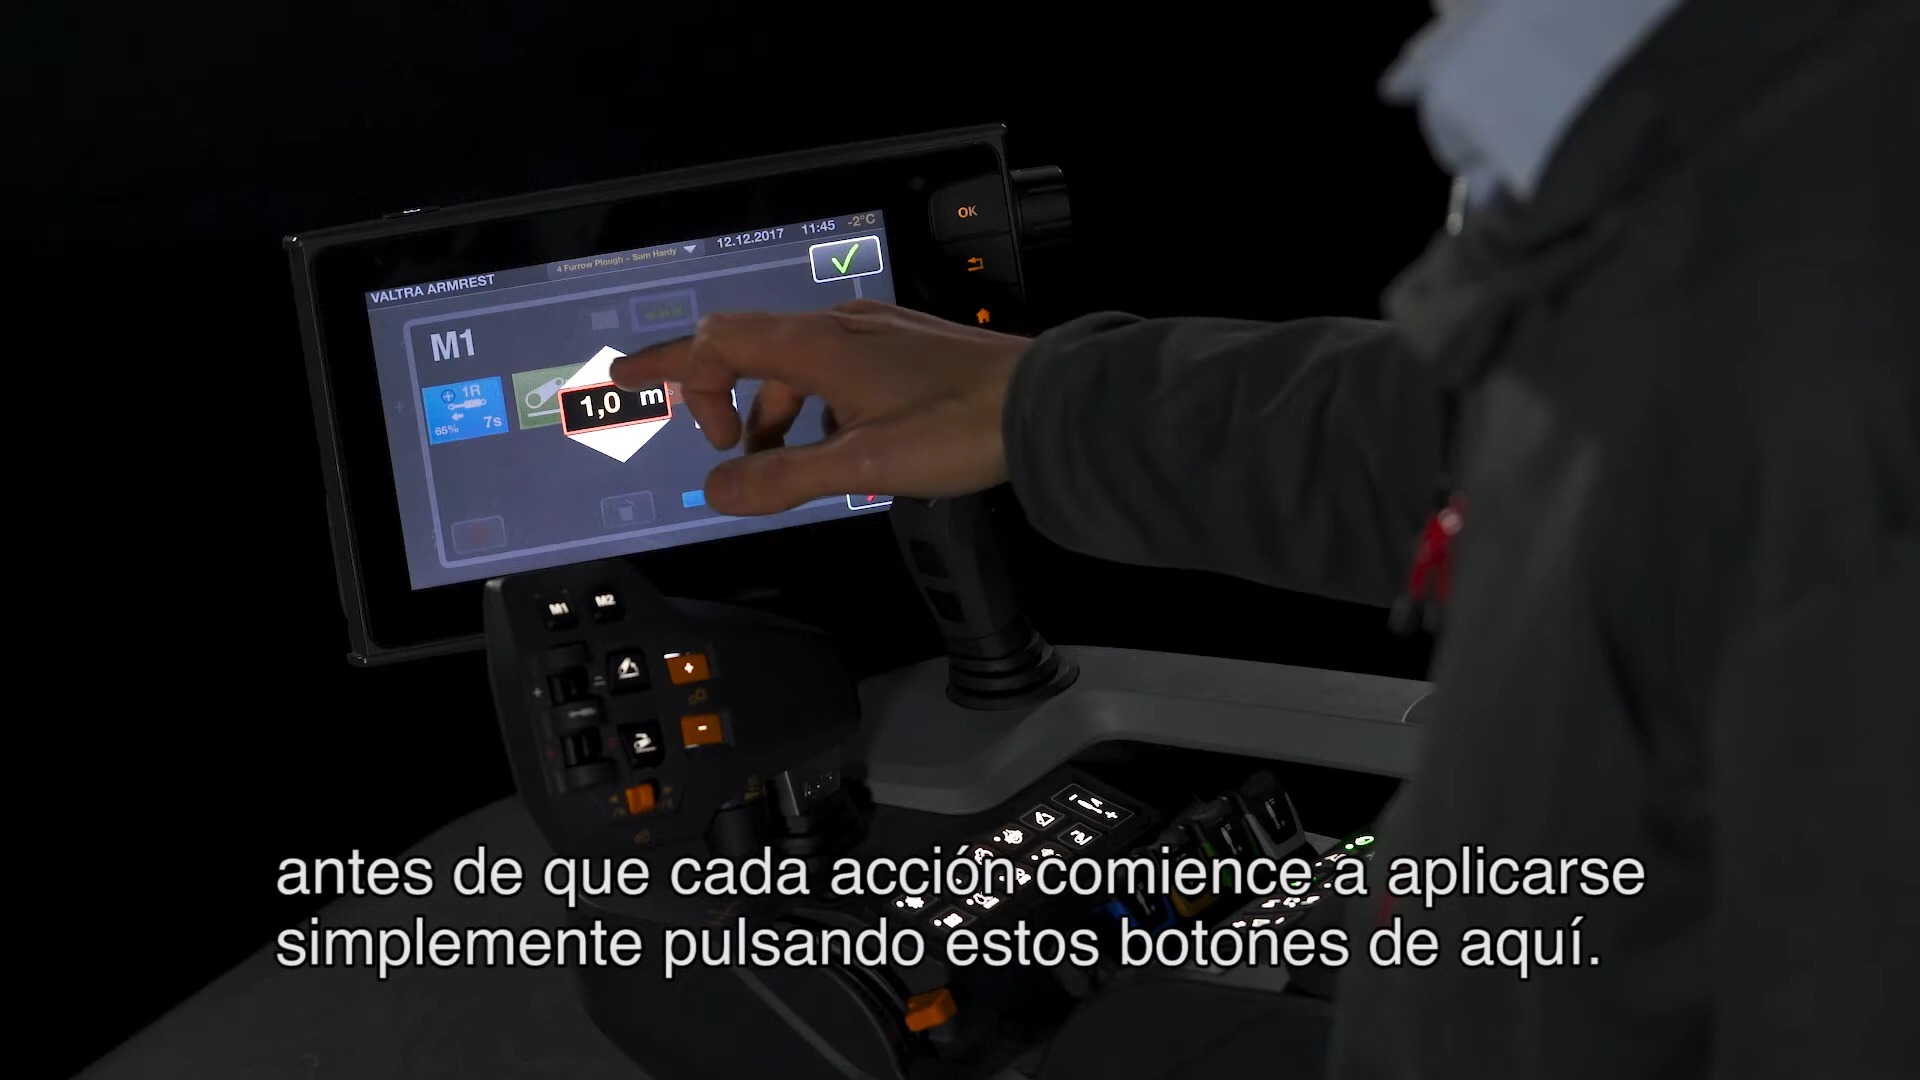 12.12.2017 11:45 -2°C
4 Furrow Plough - Sam Hardy
VALTRA ARMREST
OK
M1
1R
1,0 m
65% 7s
M1 M2
antes de que cada acción comience a aplicarse
simplemente pulsando estos botones de aquí.